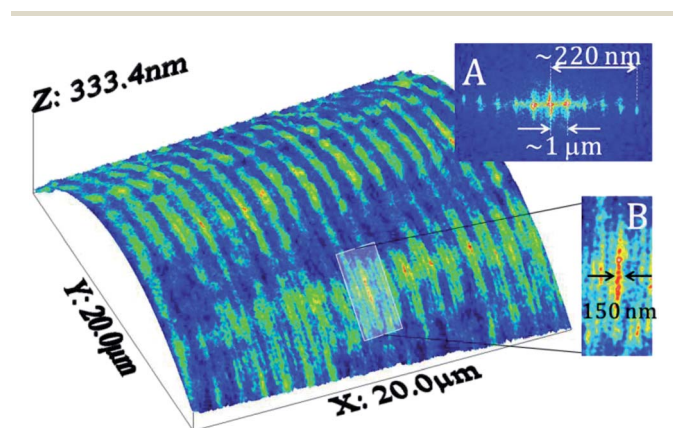 Z: 333.4nm
A
~220 nm
~1 μm
B
150 nm
Y: 20.0μm
X: 20.0μm